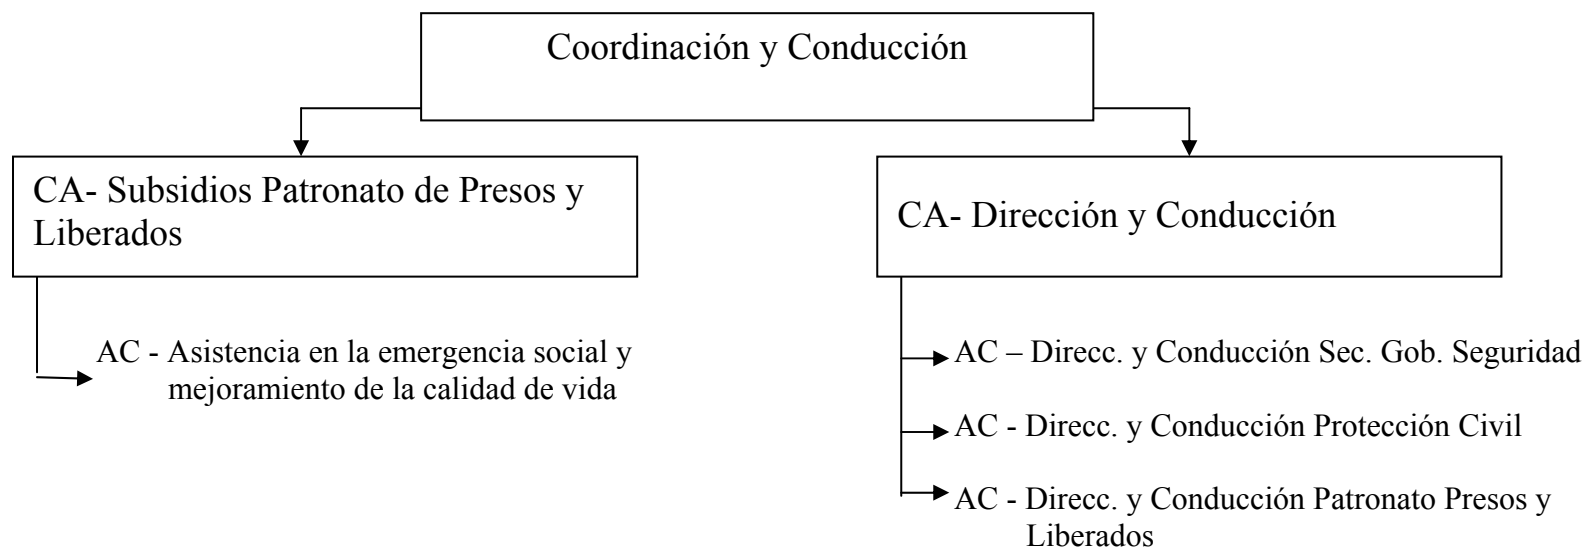 Coordinación y Conducción
CA- Subsidios Patronato de Presos y
Liberados
AC - Asistencia en la emergencia social y
mejoramiento de la calidad de vida
CA- Dirección y Conducción
AC – Direcc. y Conducción Sec. Gob. Seguridad
AC - Direcc. y Conducción Protección Civil
AC - Direcc. y Conducción Patronato Presos y
Liberados